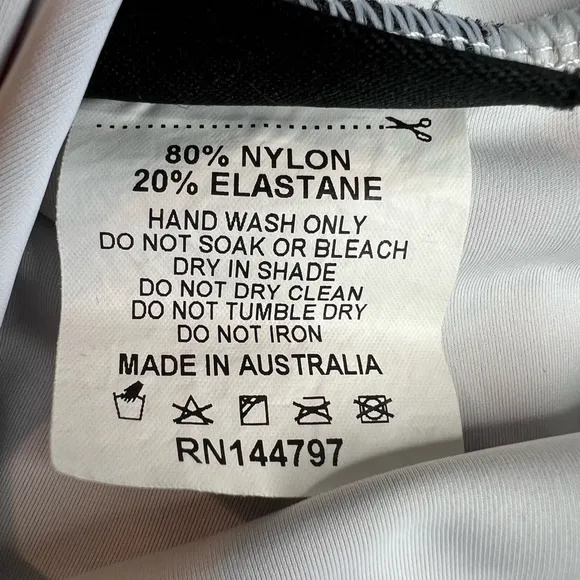 80% NYLON
20% ELASTANE
HAND WASH ONLY
DO NOT SOAK OR BLEACH
DRY IN SHADE
DO NOT DRY CLEAN
DO NOT TUMBLE DRY
DO NOT IRON
MADE IN AUSTRALIA
RN144797